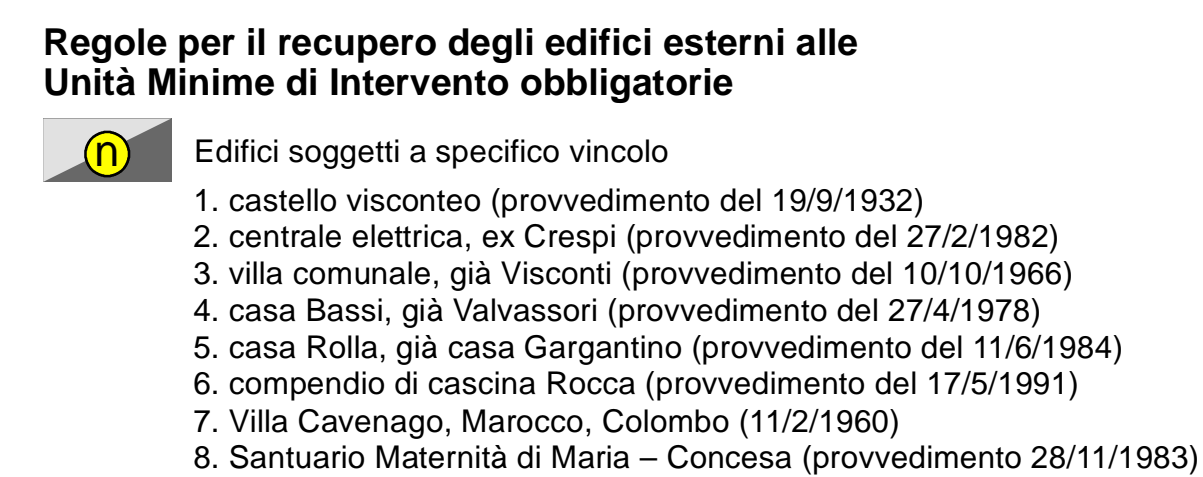 Regole per il recupero degli edifici esterni alle
Unità Minime di Intervento obbligatorie
n
Edifici soggetti a specifico vincolo
1. castello visconteo (provvedimento del 19/9/1932)
2. centrale elettrica, ex Crespi (provvedimento del 27/2/1982)
3. villa comunale, già Visconti (provvedimento del 10/10/1966)
4. casa Bassi, già Valvassori (provvedimento del 27/4/1978)
5. casa Rolla, già casa Gargantino (provvedimento del 11/6/1984)
6. compendio di cascina Rocca (provvedimento del 17/5/1991)
7. Villa Cavenago, Marocco, Colombo (11/2/1960)
8. Santuario Maternità di Maria – Concesa (provvedimento 28/11/1983)